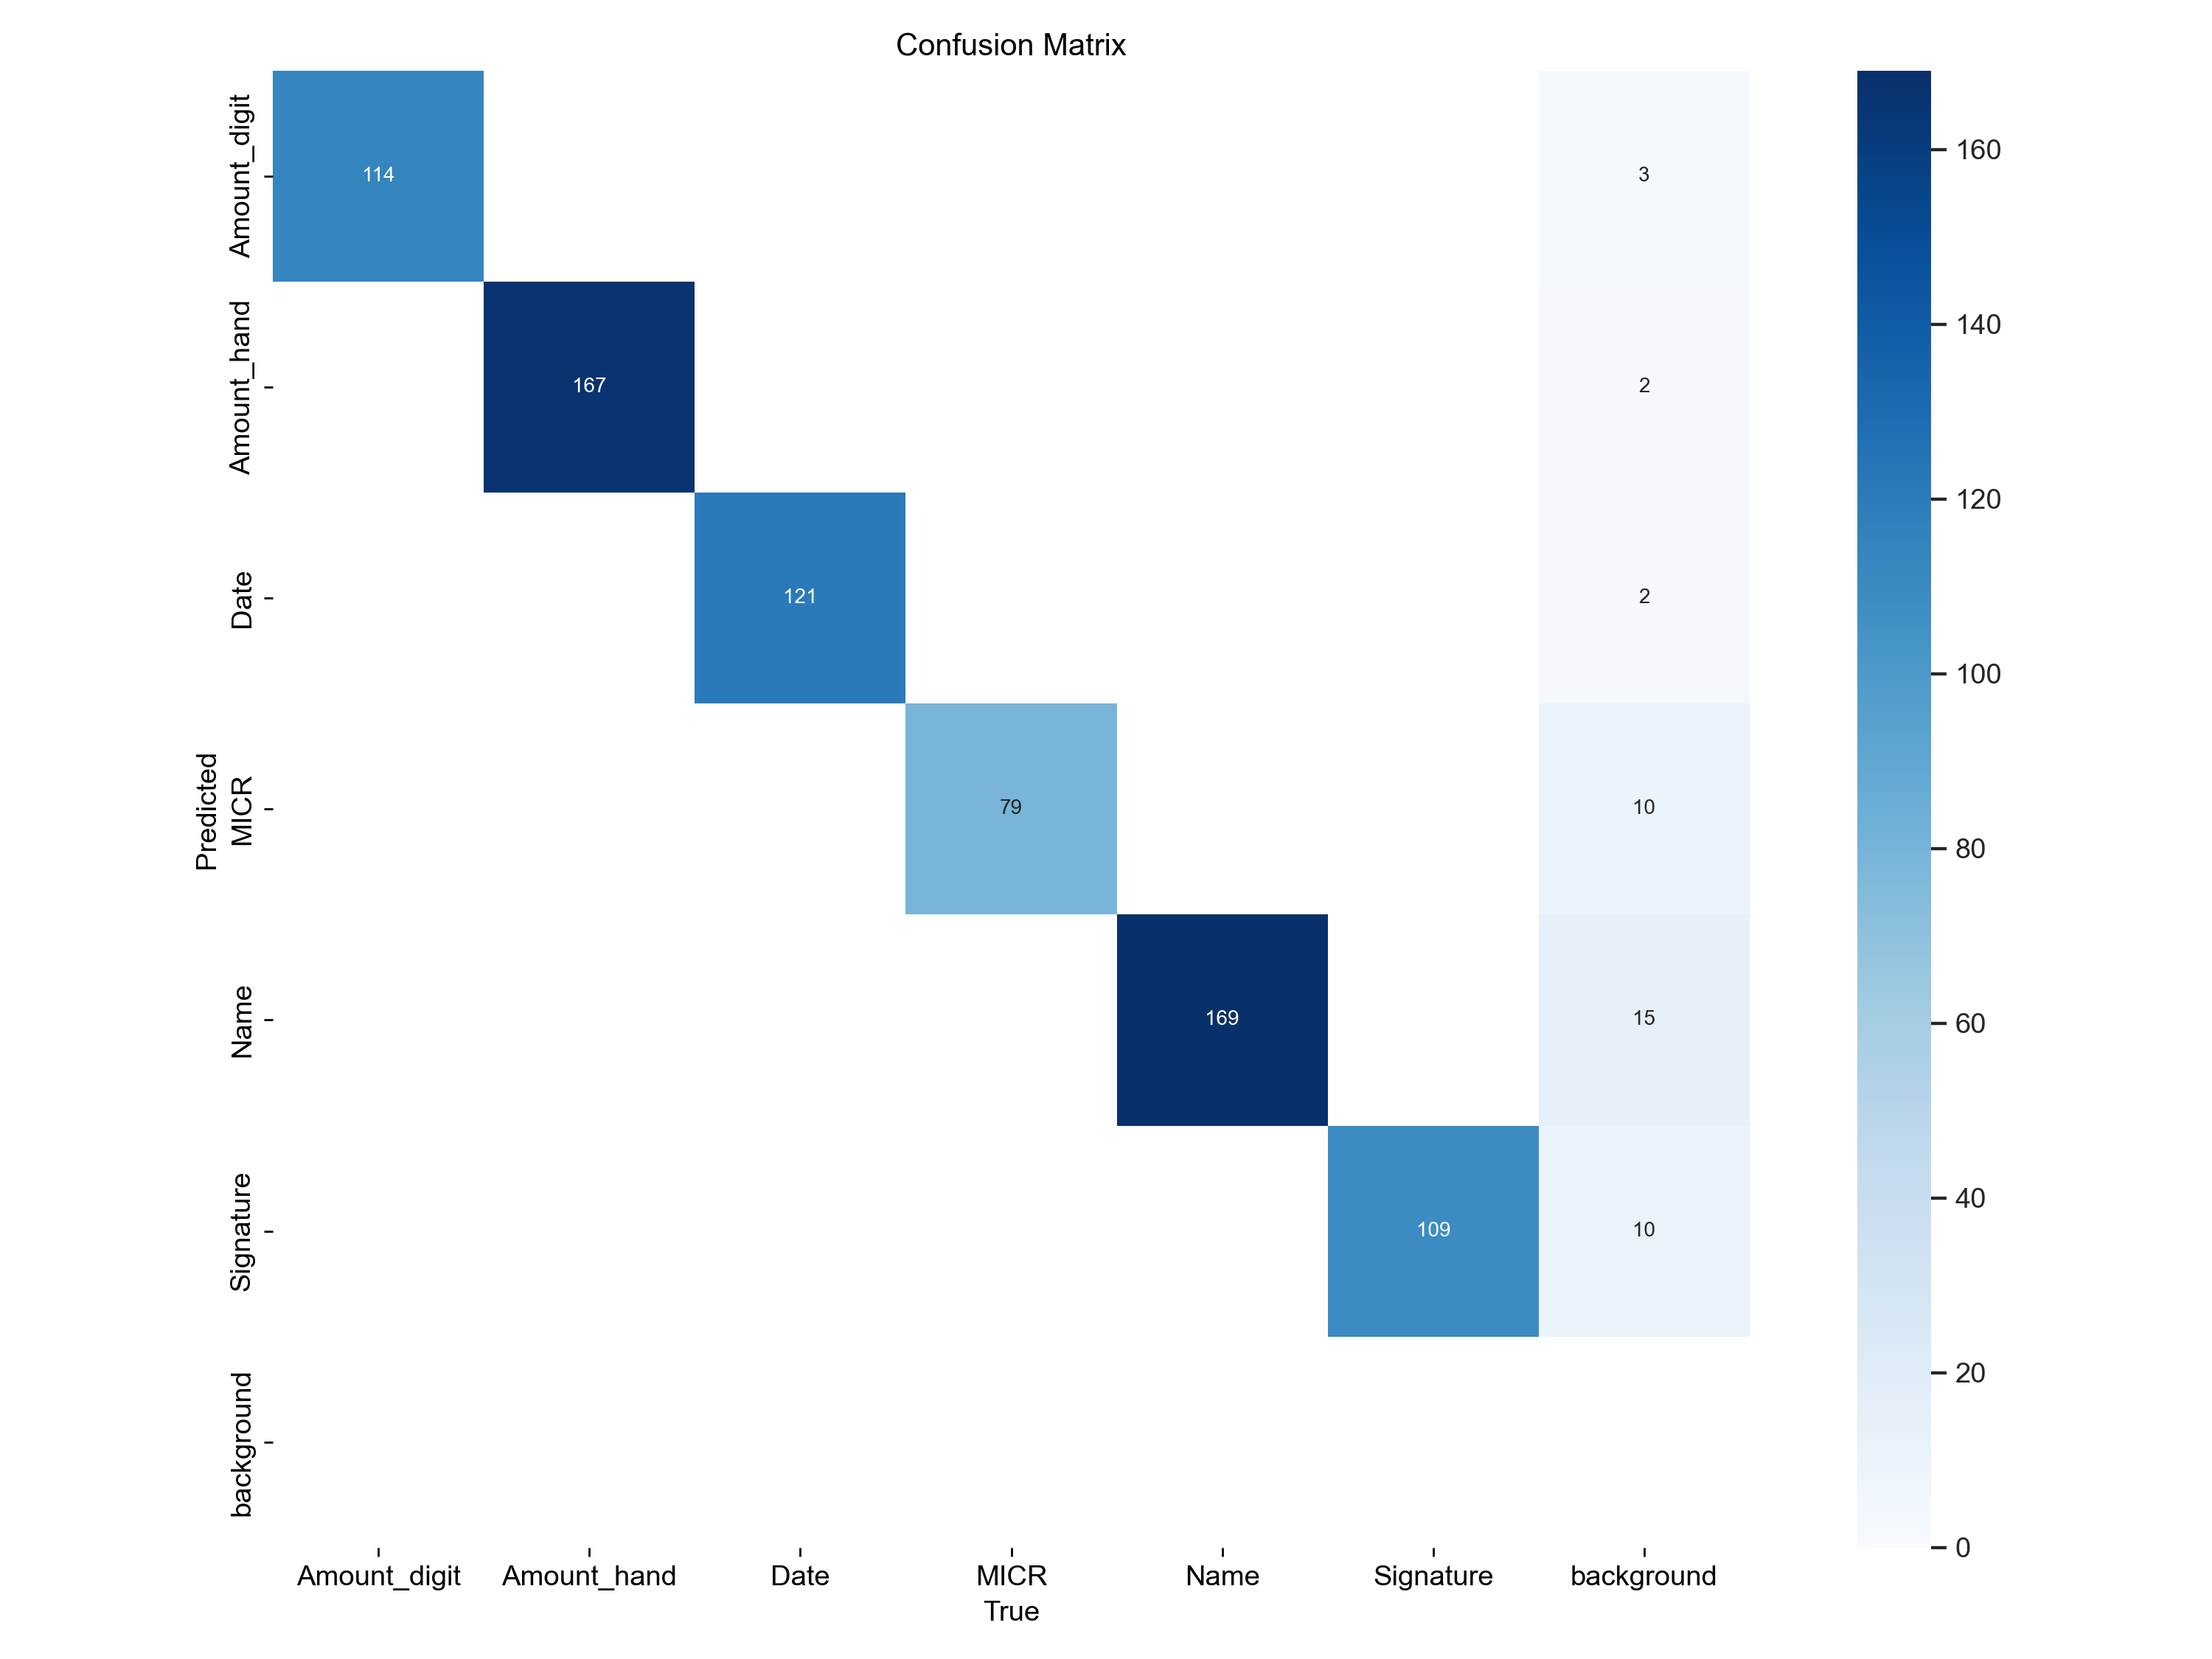 Confusion Matrix
Predicted
Amount_digit
114
3
Amount_hand
167
2
Date
121
2
MICR
79
10
Name
169
15
Signature
109
10
background
Amount_digit Amount_hand Date MICR Name Signature background
True
160
140
120
100
80
60
40
20
0